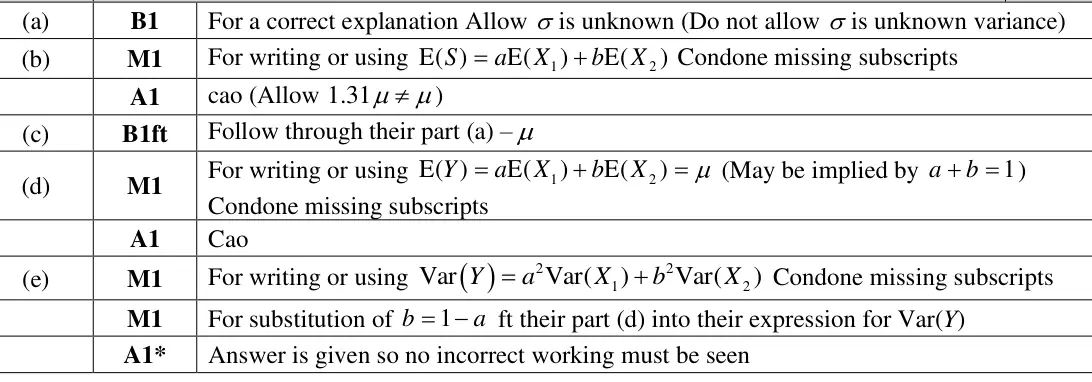 (a) B1 For a correct explanation Allow σ is unknown (Do not allow σ is unknown variance)
(b) M1 For writing or using E(S) = aE(X₁) + bE(X₂) Condone missing subscripts
A1 cao (Allow 1.31μ ≠ μ)
(c) B1ft Follow through their part (a) – μ
(d) M1 For writing or using E(Y) = aE(X₁) + bE(X₂) = μ (May be implied by a + b = 1)
Condone missing subscripts
A1 Cao
(e) M1 For writing or using Var(Y) = a²Var(X₁) + b²Var(X₂) Condone missing subscripts
M1 For substitution of b = 1 − a ft their part (d) into their expression for Var(Y)
A1* Answer is given so no incorrect working must be seen